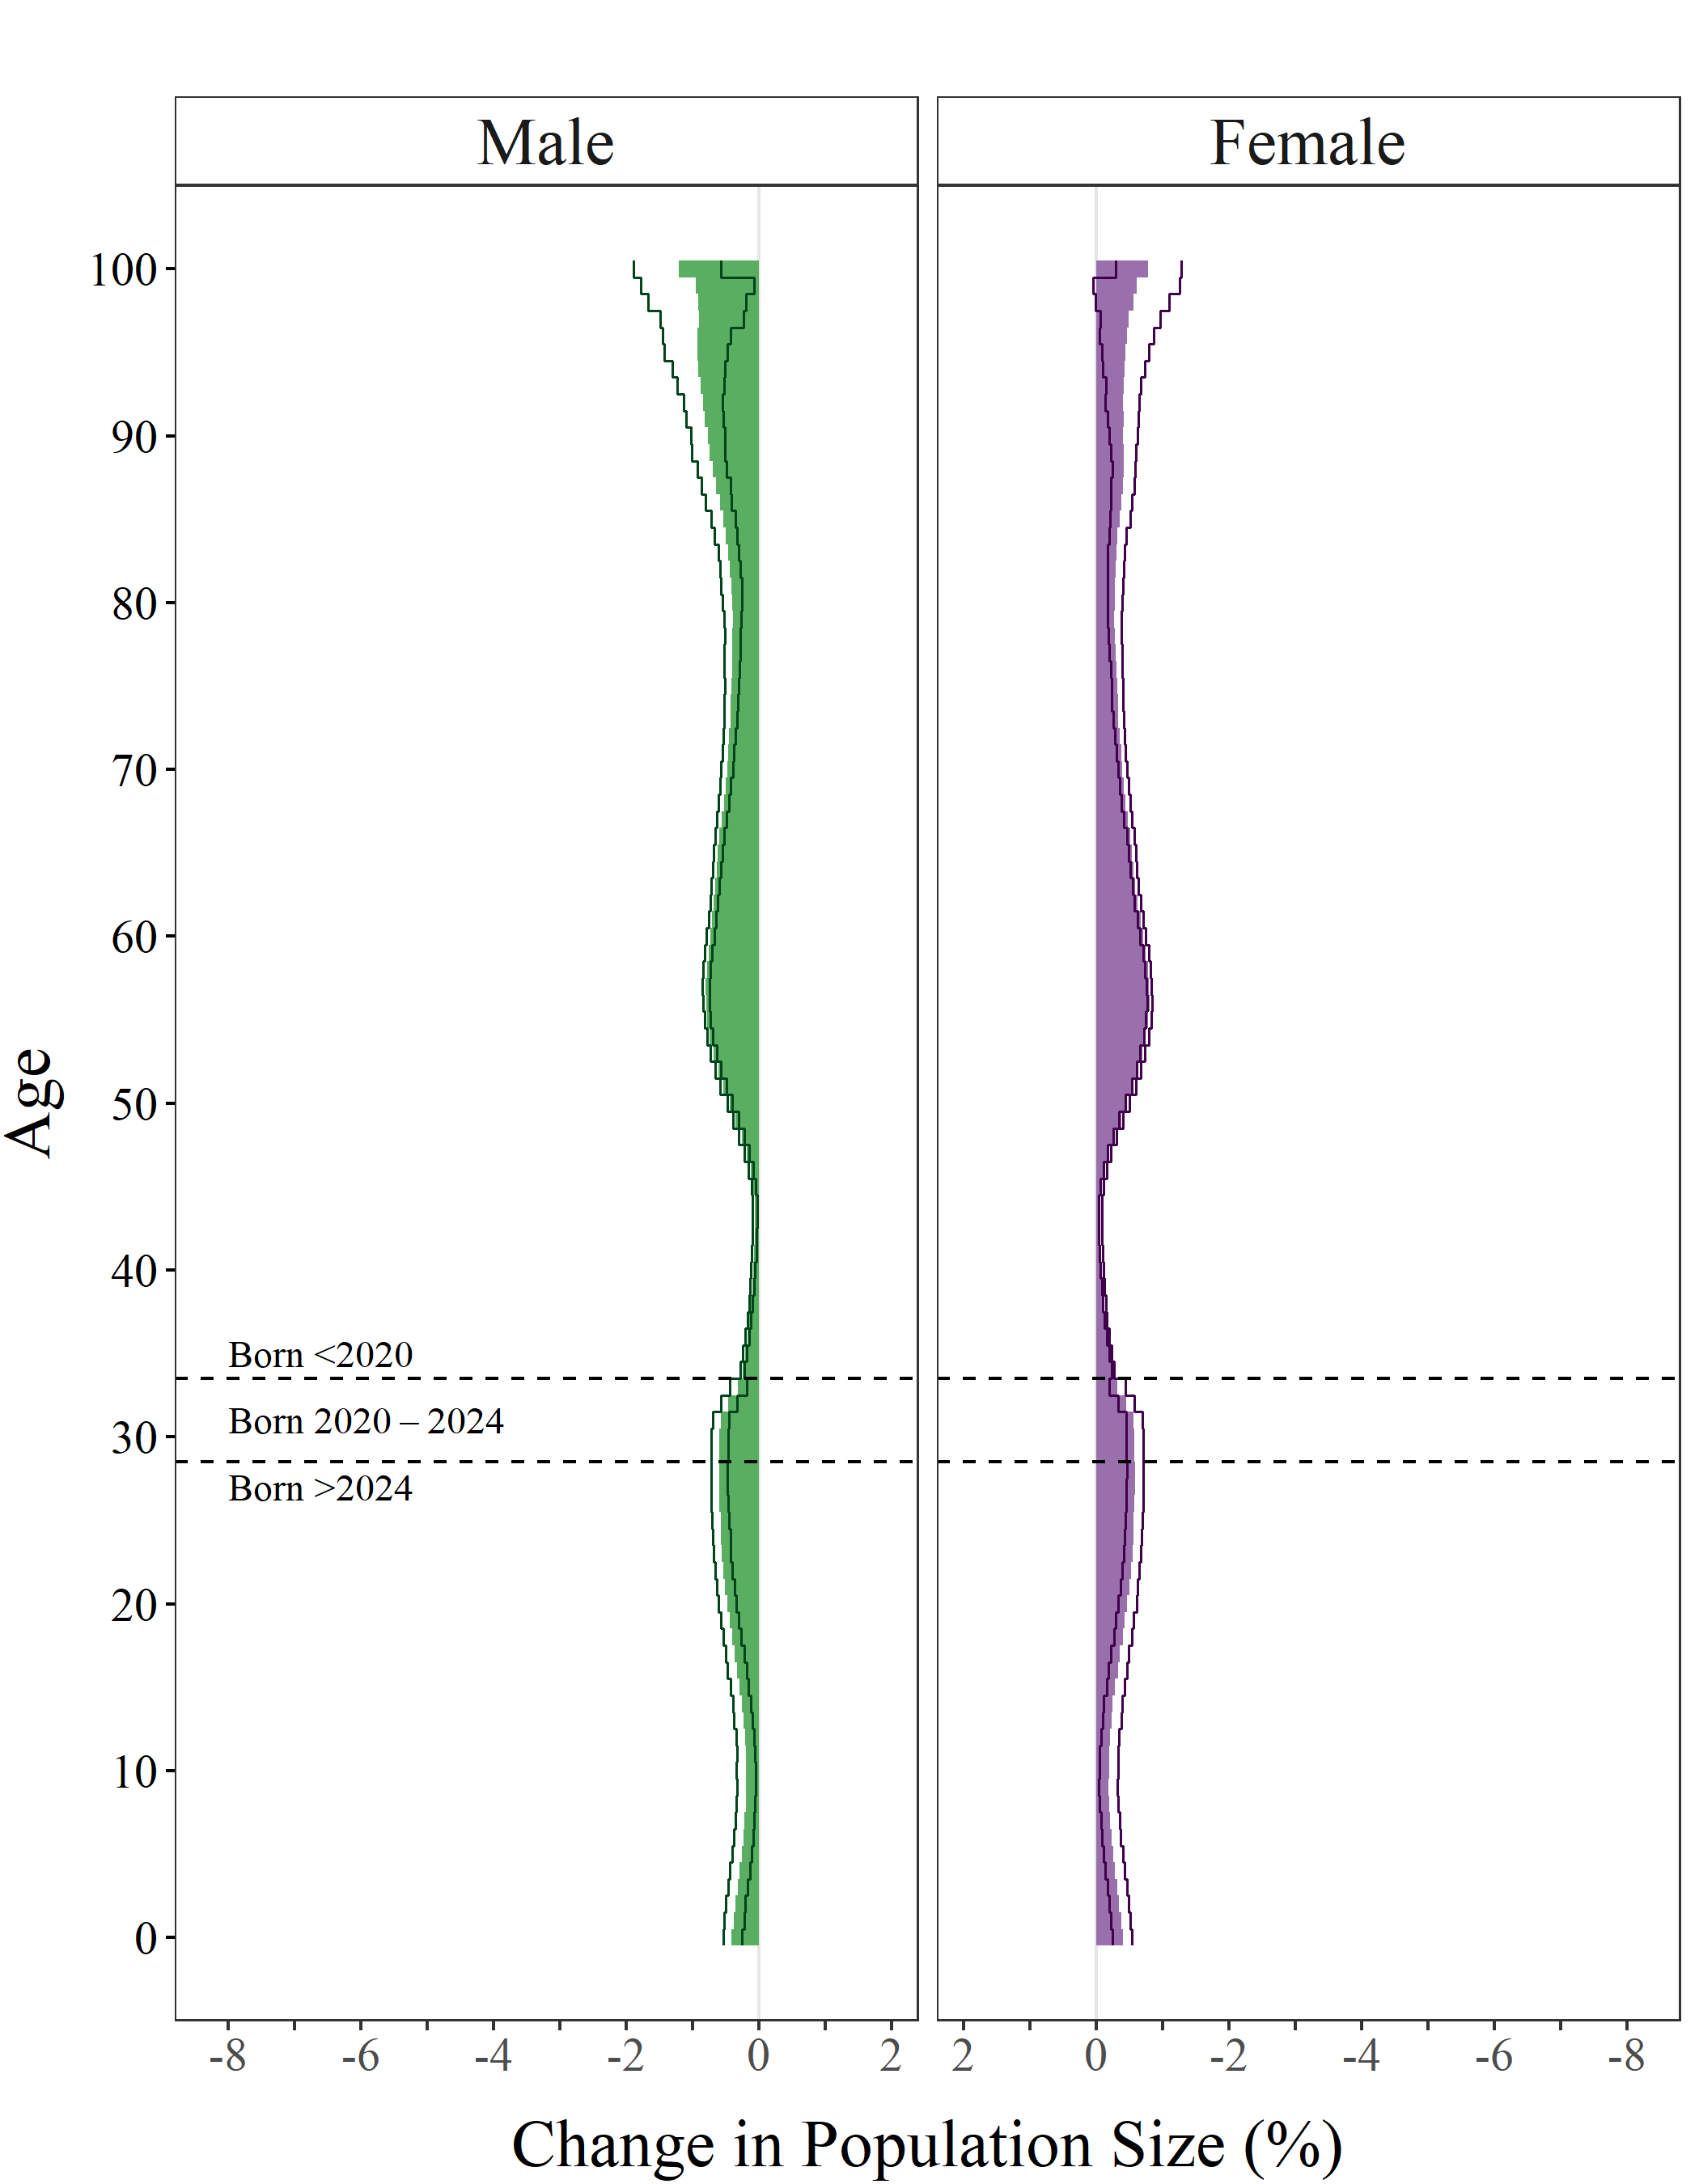 Male
Female
100
90
80
70
60
50
40
30
20
10
0
Age
Born <2020
Born 2020 – 2024
Born >2024
-8 -6 -4 -2 0 2
2 0 -2 -4 -6 -8
Change in Population Size (%)